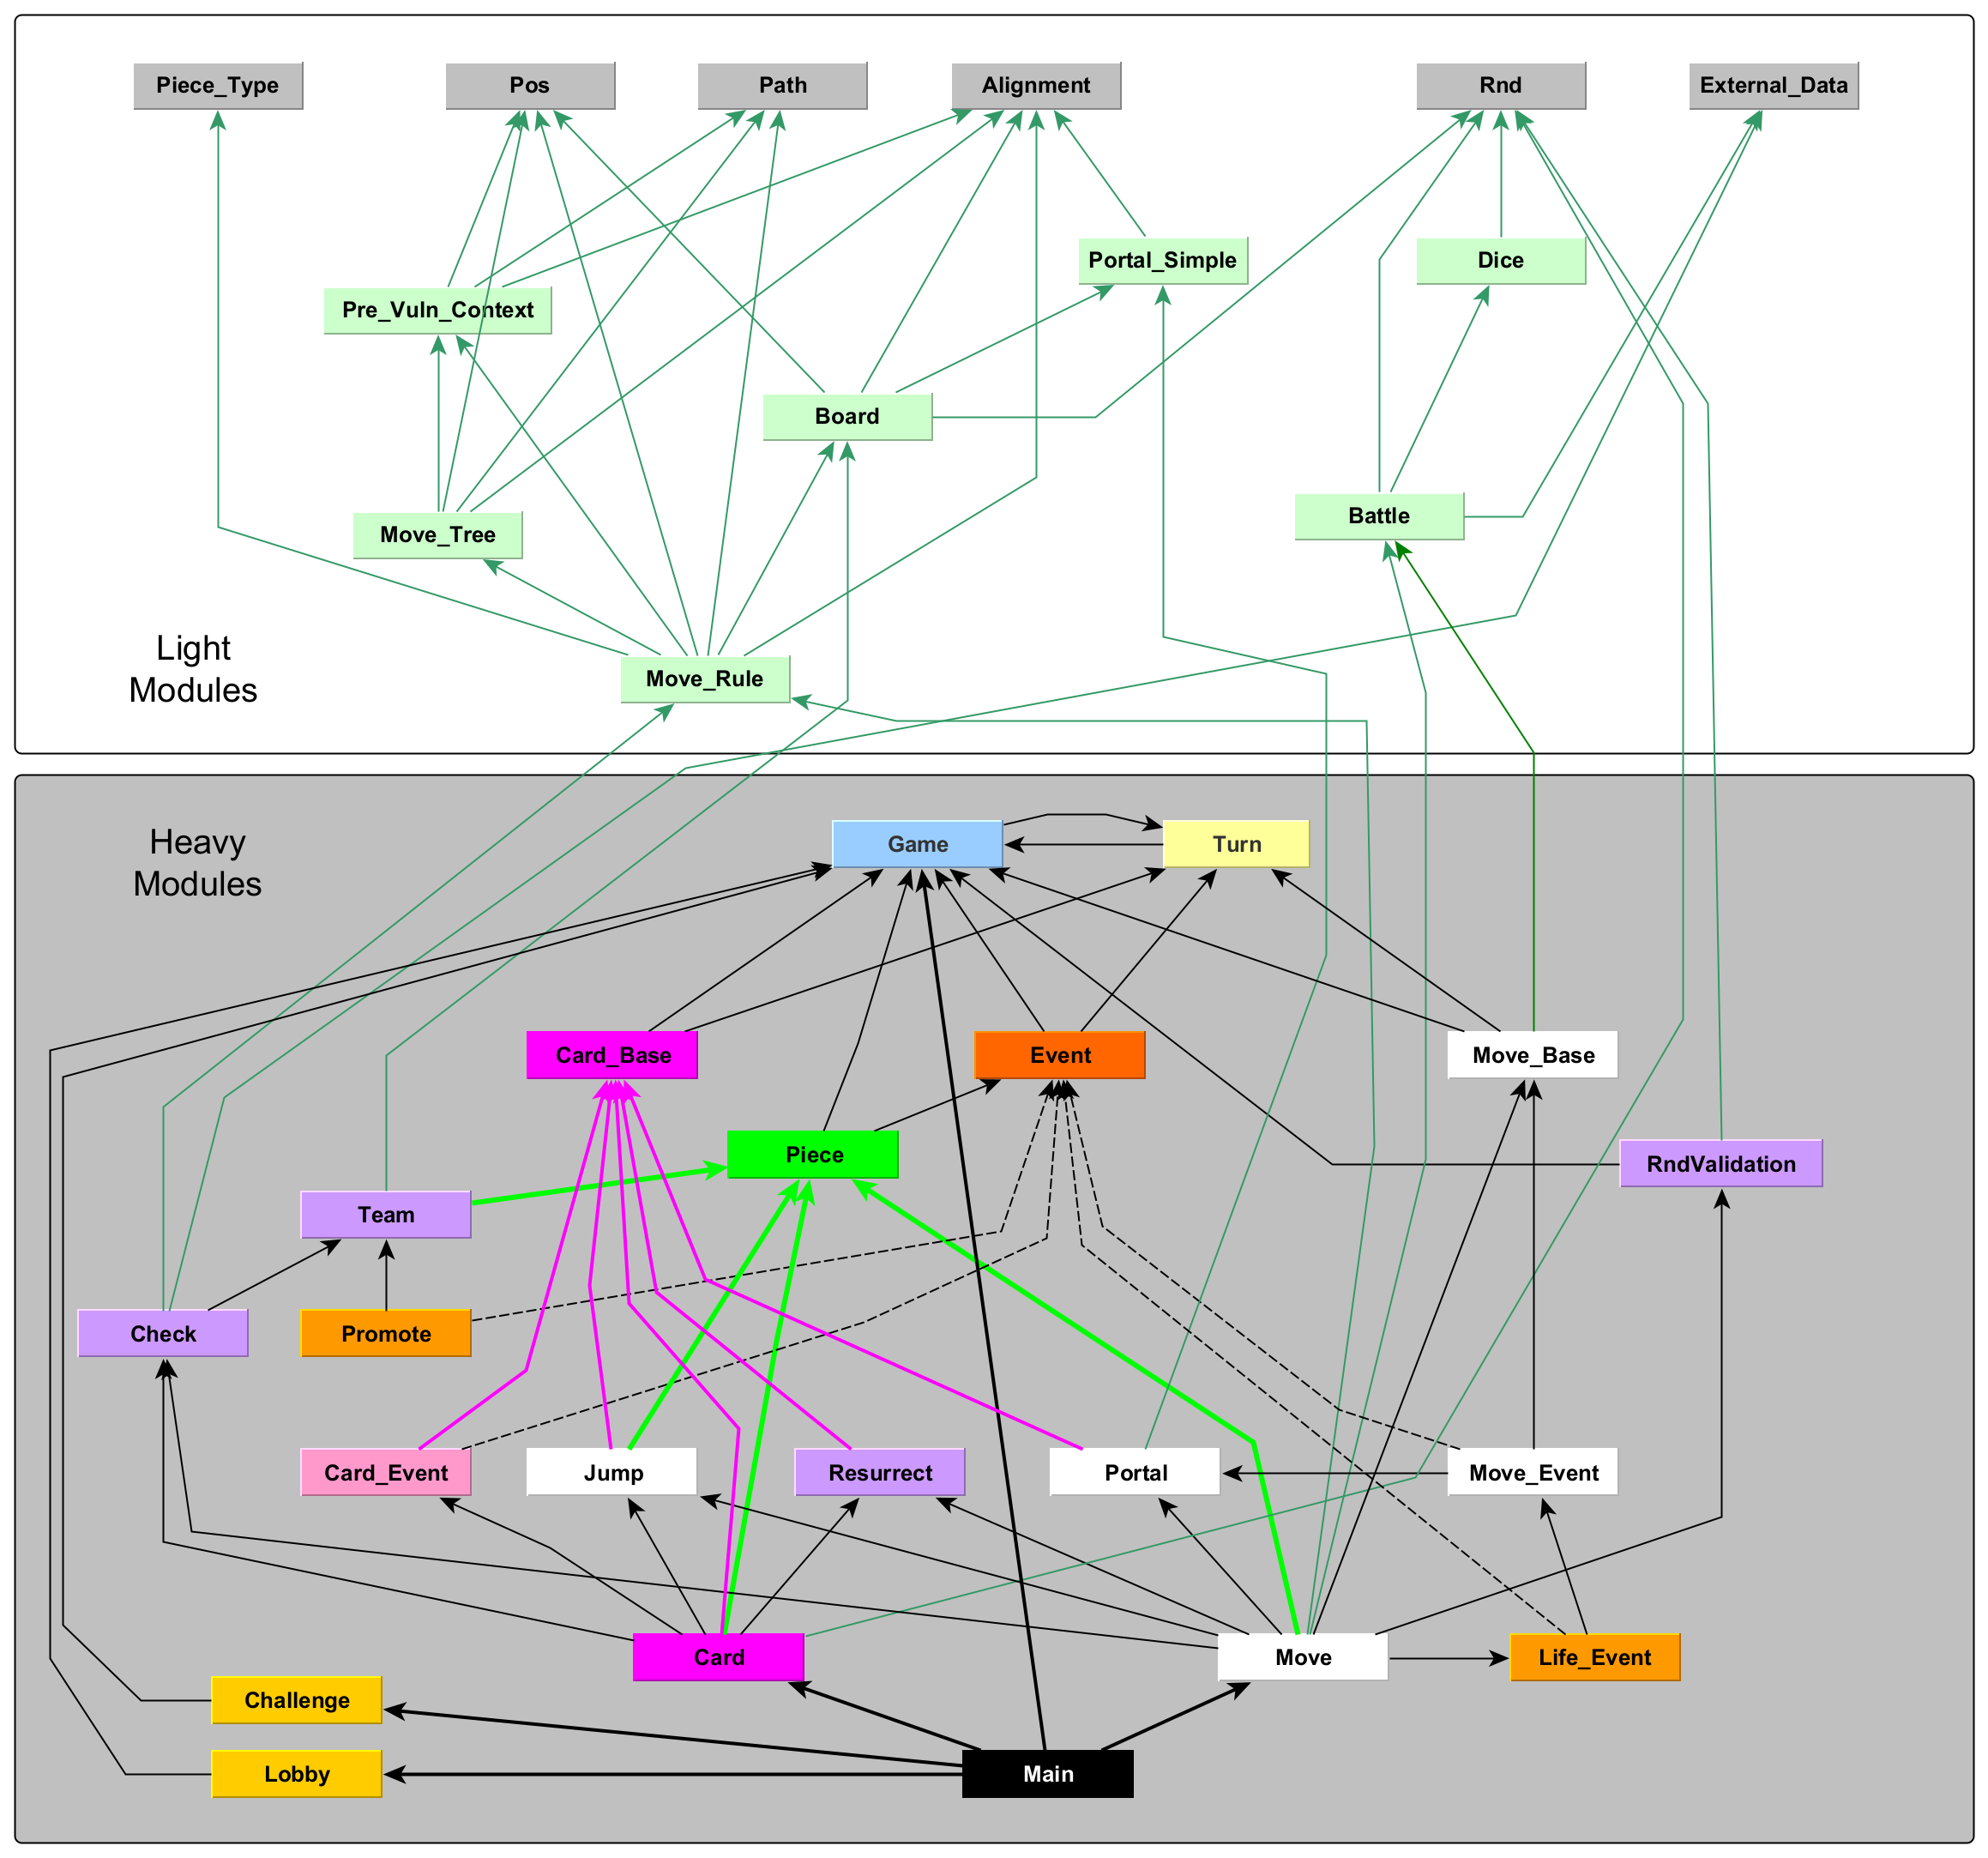 Piece_Type
Pos
Path
Alignment
Rnd
External_Data
Portal_Simple
Dice
Pre_Vuln_Context
Board
Battle
Move_Tree
Light
Modules
Move_Rule
Heavy
Modules
Game
Turn
Card_Base
Event
Move_Base
Piece
RndValidation
Team
Check
Promote
Card_Event
Jump
Resurrect
Portal
Move_Event
Card
Move
Life_Event
Challenge
Lobby
Main